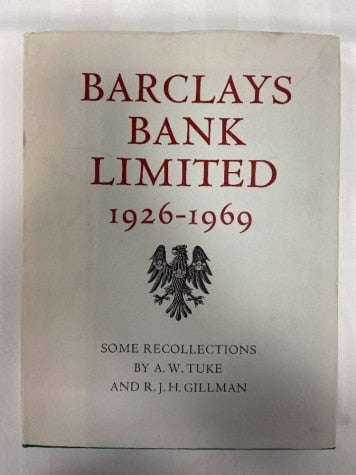 BARCLAYS
BANK
LIMITED
1926-1969
SOME RECOLLECTIONS
BY A. W. TUKE
AND R. J. H. GILLMAN